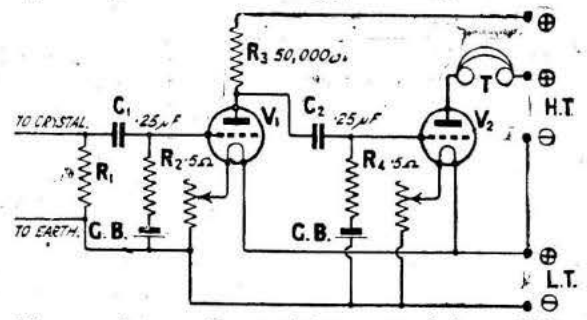 R3 50,000ω.
C1 V1 C2 T V2 H.T.
TO CRYSTAL. .25μF .25μF
R1 R2 .5Ω R4 .5Ω
TO EARTH. G.B. G.B.
L.T.